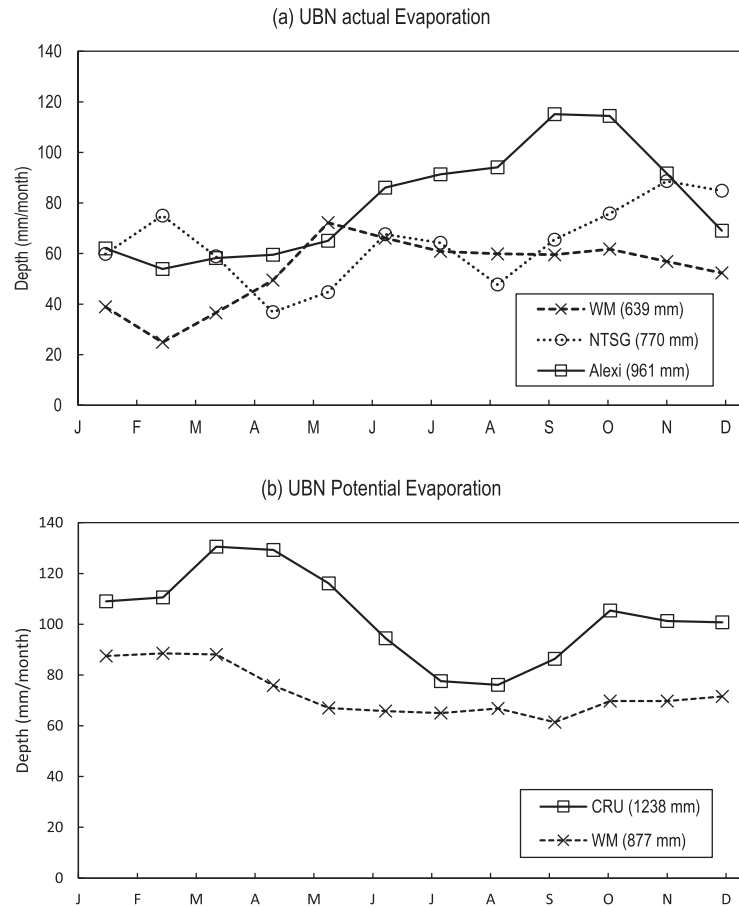 (a) UBN actual Evaporation
140
120
100
80
60
40
20
0
Depth (mm/month)
WM (639 mm)
NTSG (770 mm)
Alexi (961 mm)
J F M A M J J A S O N D
(b) UBN Potential Evaporation
140
120
100
80
60
40
20
0
Depth (mm/month)
CRU (1238 mm)
WM (877 mm)
J F M A M J J A S O N D